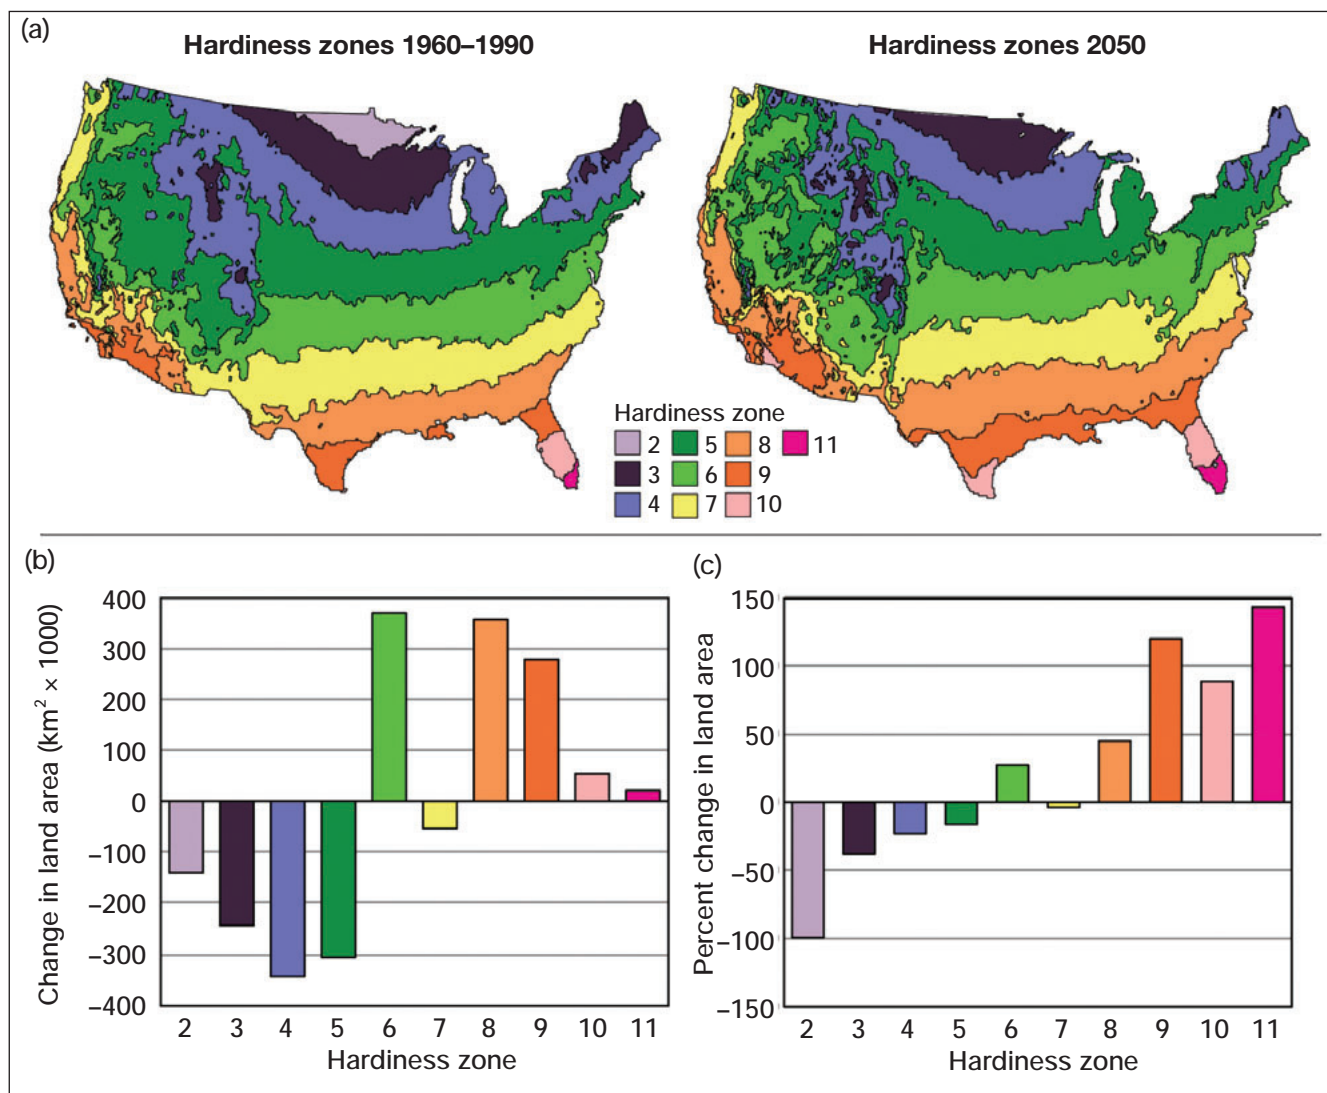 (a)
Hardiness zones 1960–1990
Hardiness zones 2050
Hardiness zone
2 5 8 11
3 6 9
4 7 10
(b)
Change in land area (km² × 1000)
400
300
200
100
0
–100
–200
–300
–400
2 3 4 5 6 7 8 9 10 11
Hardiness zone
(c)
Percent change in land area
150
100
50
0
–50
–100
–150
2 3 4 5 6 7 8 9 10 11
Hardiness zone